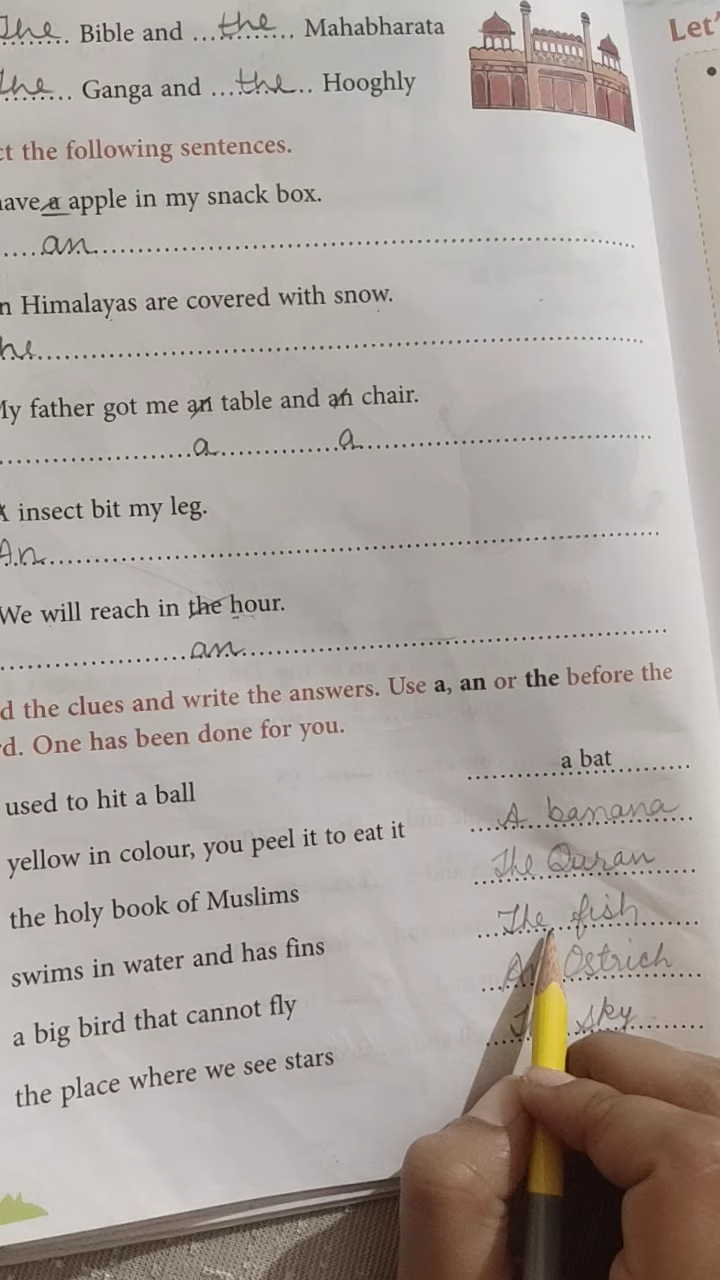 The Bible and the Mahabharata
Let'
the Ganga and the Hooghly
ct the following sentences.
have a apple in my snack box.
an
n Himalayas are covered with snow.
he
My father got me an table and an chair.
a a
A insect bit my leg.
An
We will reach in the hour.
an
d the clues and write the answers. Use a, an or the before the
d. One has been done for you.
used to hit a ball a bat
yellow in colour, you peel it to eat it A banana
the holy book of Muslims The Quran
swims in water and has fins The fish
a big bird that cannot fly An Ostrich
the place where we see stars sky